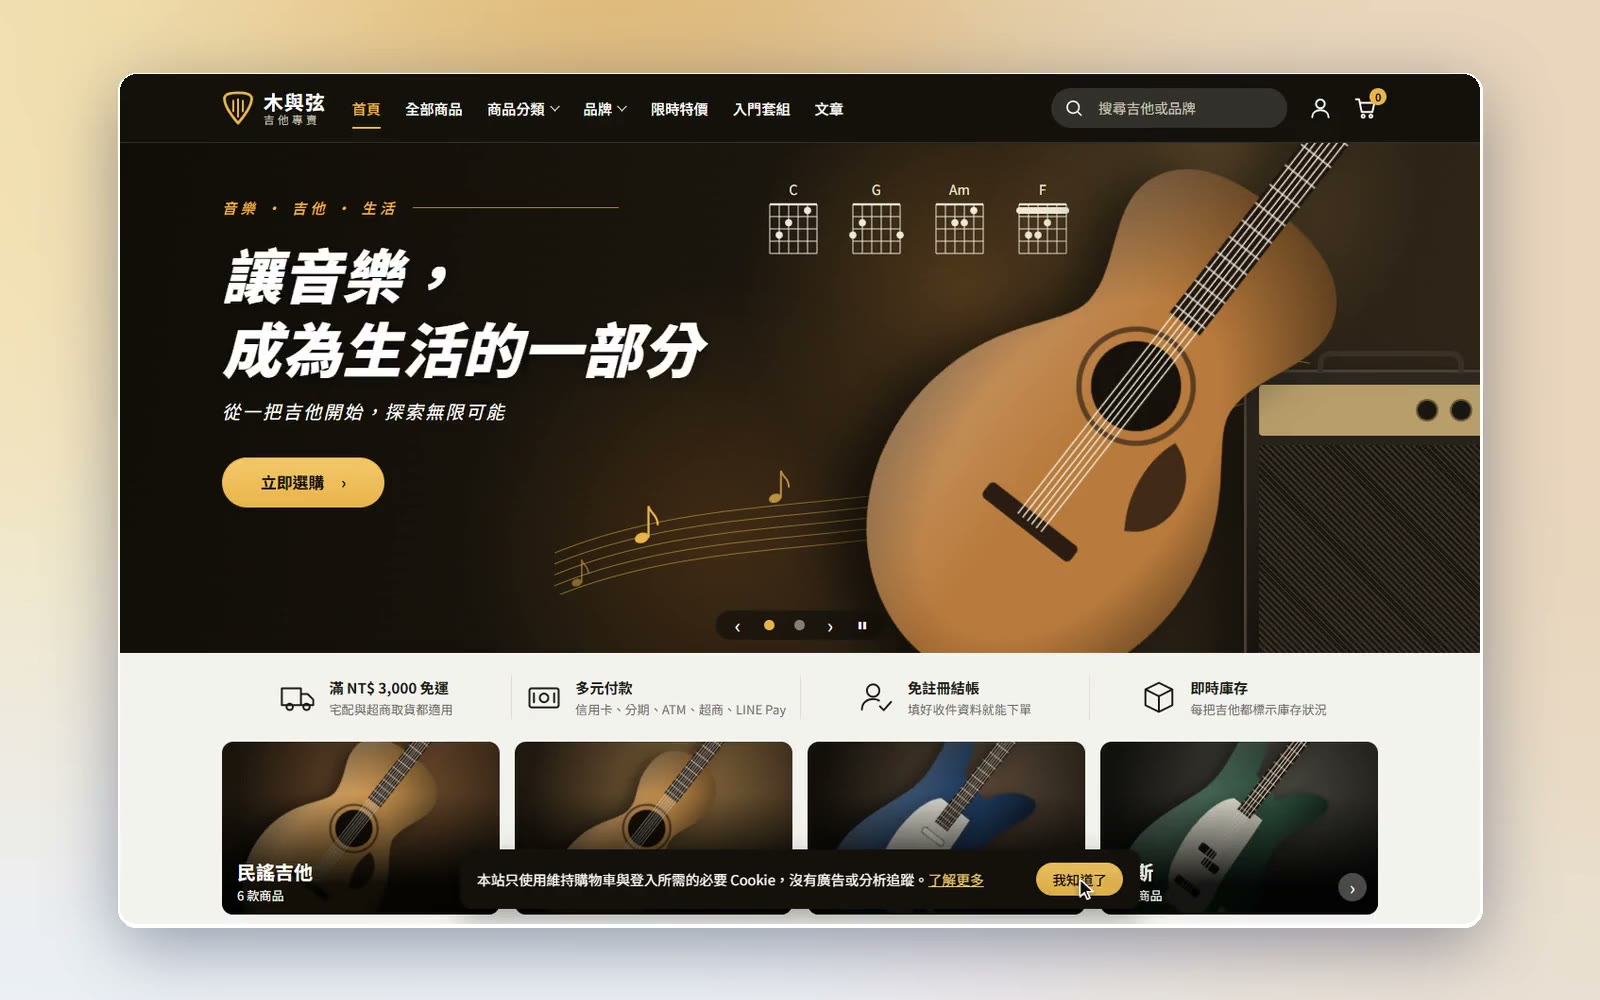 木與弦
吉他專賣
首頁 全部商品 商品分類 品牌 限時特價 入門套組 文章
搜尋吉他或品牌
0
音樂 · 吉他 · 生活
C G Am F
讓音樂，
成為生活的一部分
從一把吉他開始，探索無限可能
立即選購 ›
滿 NT$ 3,000 免運
宅配與超商取貨都適用
多元付款
信用卡、分期、ATM、超商、LINE Pay
免註冊結帳
填好收件資料就能下單
即時庫存
每把吉他都標示庫存狀況
民謠吉他
6 款商品
本站只使用維持購物車與登入所需的必要 Cookie，沒有廣告或分析追蹤。了解更多
我知道了
斯
商品